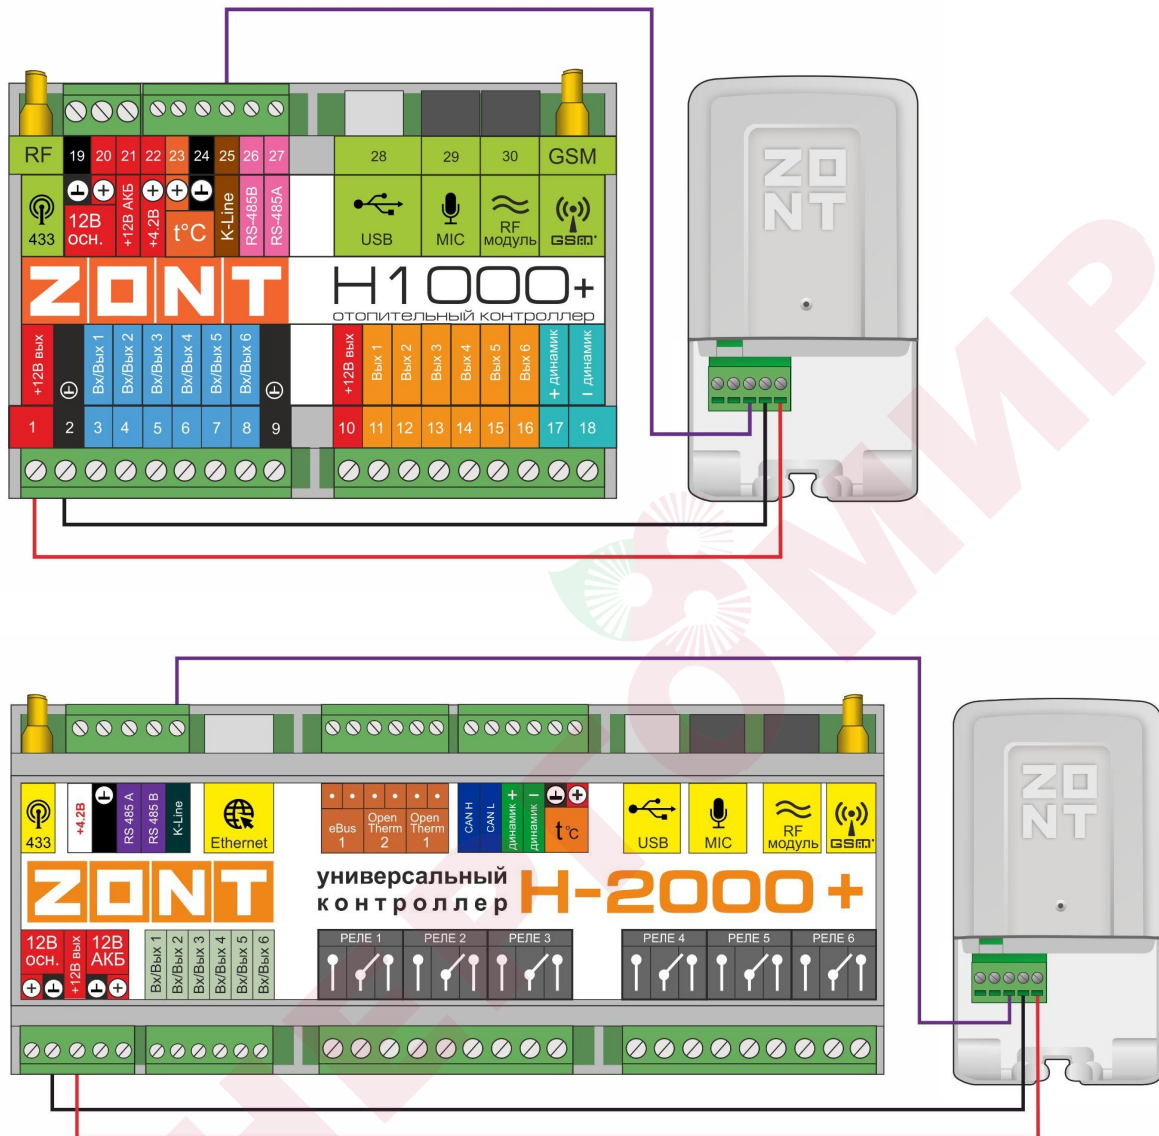 RF
19
20
21
22
23
24
25
26
27
28
29
30
GSM
433
12В
осн.
+12В АКБ
+4.2В
t°C
K-Line
RS-485B
RS-485A
USB
MIC
RF
модуль
GSM
ZONT
H1000+
отопительный контроллер
+12В вых
Вх/Вых 1
Вх/Вых 2
Вх/Вых 3
Вх/Вых 4
Вх/Вых 5
Вх/Вых 6
+12В вых
Вых 1
Вых 2
Вых 3
Вых 4
Вых 5
Вых 6
+ динамик
– динамик
1
2
3
4
5
6
7
8
9
10
11
12
13
14
15
16
17
18
ZO
NT
433
+4.2В
RS 485 A
RS 485 B
K-Line
Ethernet
eBus
1
Open
Therm
2
Open
Therm
1
CAN H
CAN L
динамик +
динамик –
t°c
USB
MIC
RF
модуль
GSM
ZONT
универсальный
контроллер
H-2000+
12В
осн.
+12В вых
12В
АКБ
Вх/Вых 1
Вх/Вых 2
Вх/Вых 3
Вх/Вых 4
Вх/Вых 5
Вх/Вых 6
РЕЛЕ 1
РЕЛЕ 2
РЕЛЕ 3
РЕЛЕ 4
РЕЛЕ 5
РЕЛЕ 6
ZO
NT
НЕРГОМИР